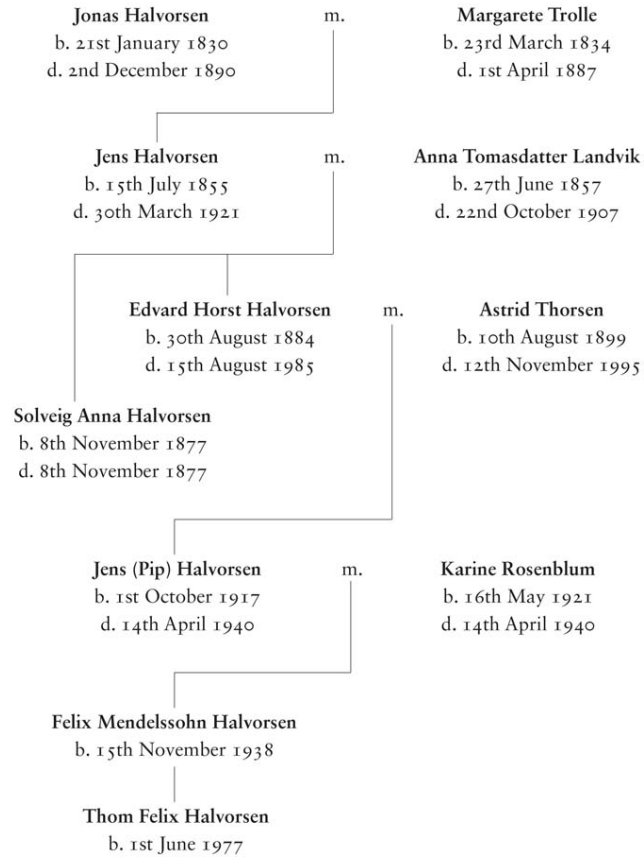 Jonas Halvorsen m. Margarete Trolle
b. 21st January 1830 b. 23rd March 1834
d. 2nd December 1890 d. 1st April 1887
Jens Halvorsen m. Anna Tomasdatter Landvik
b. 15th July 1855 b. 27th June 1857
d. 30th March 1921 d. 22nd October 1907
Edvard Horst Halvorsen m. Astrid Thorsen
b. 30th August 1884 b. 10th August 1899
d. 15th August 1985 d. 12th November 1995
Solveig Anna Halvorsen
b. 8th November 1877
d. 8th November 1877
Jens (Pip) Halvorsen m. Karine Rosenblum
b. 1st October 1917 b. 16th May 1921
d. 14th April 1940 d. 14th April 1940
Felix Mendelssohn Halvorsen
b. 15th November 1938
Thom Felix Halvorsen
b. 1st June 1977